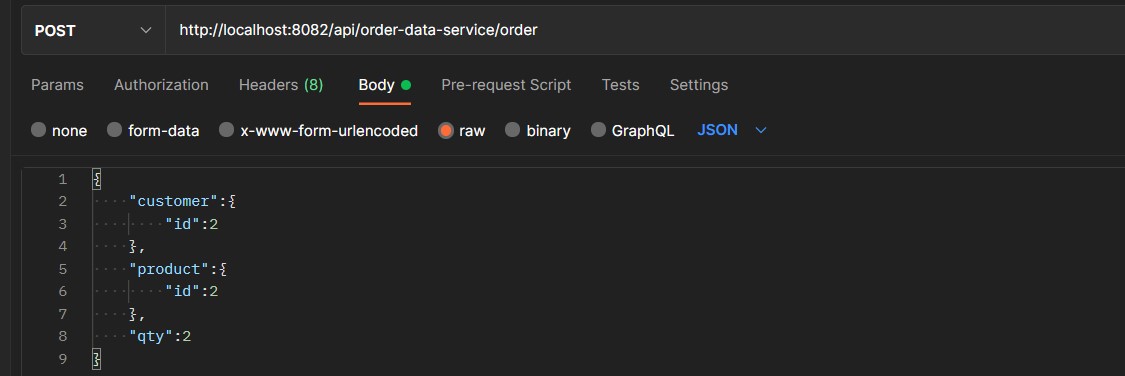 POST http://localhost:8082/api/order-data-service/order
Params Authorization Headers (8) Body Pre-request Script Tests Settings
none form-data x-www-form-urlencoded raw binary GraphQL JSON
1 {
2 "customer":{
3 "id":2
4 },
5 "product":{
6 "id":2
7 },
8 "qty":2
9 }